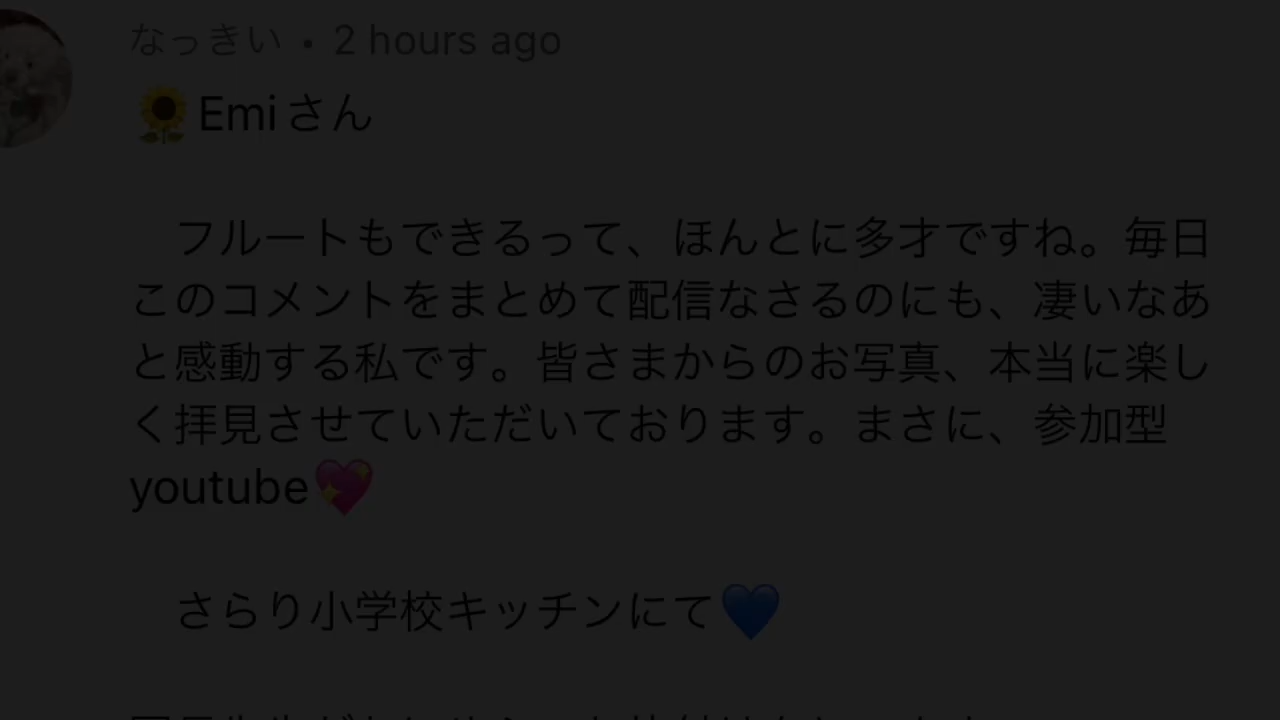 なっきい • 2 hours ago
🌻Emiさん
フルートもできるって、ほんとに多才ですね。毎日
このコメントをまとめて配信なさるのにも、凄いなあ
と感動する私です。皆さまからのお写真、本当に楽し
く拝見させていただいております。まさに、参加型
youtube💖
さらり小学校キッチンにて💙